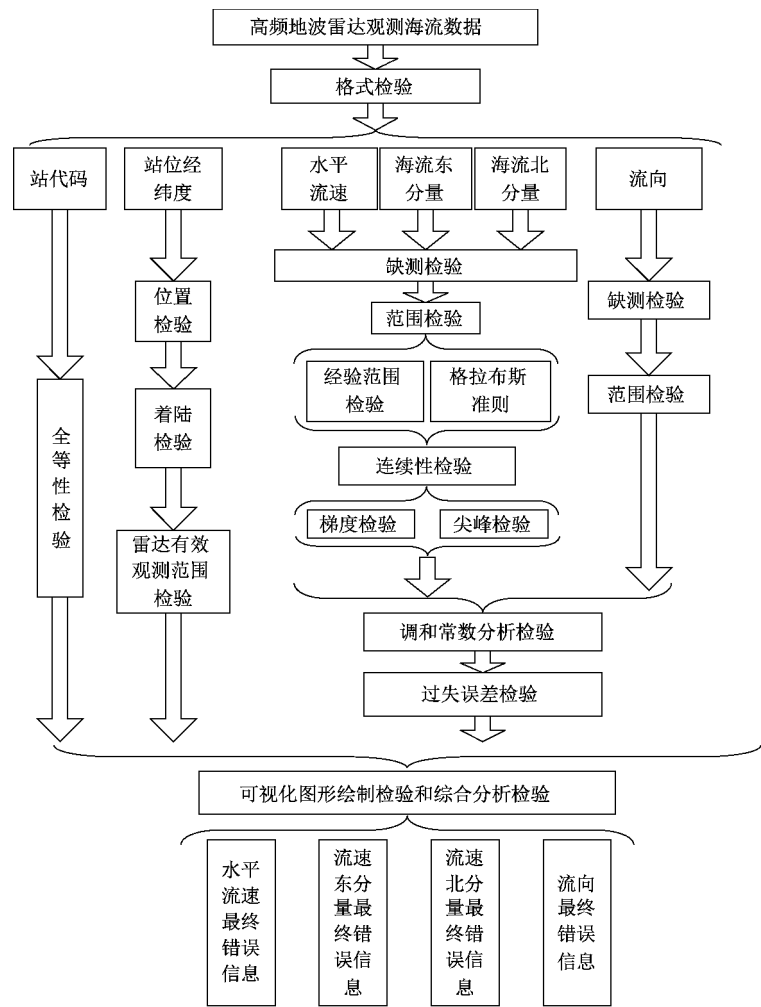 高频地波雷达观测海流数据
格式检验
站代码
站位经
纬度
水平
流速
海流东
分量
海流北
分量
流向
缺测检验
位置
检验
缺测检验
范围检验
经验范围
检验
格拉布斯
准则
范围检验
全
等
性
检
验
着陆
检验
连续性检验
梯度检验
尖峰检验
雷达有效
观测范围
检验
调和常数分析检验
过失误差检验
可视化图形绘制检验和综合分析检验
水平
流速
最终
错误
信息
流速
东分
量最
终错
误信
息
流速
北分
量最
终错
误信
息
流向
最终
错误
信息